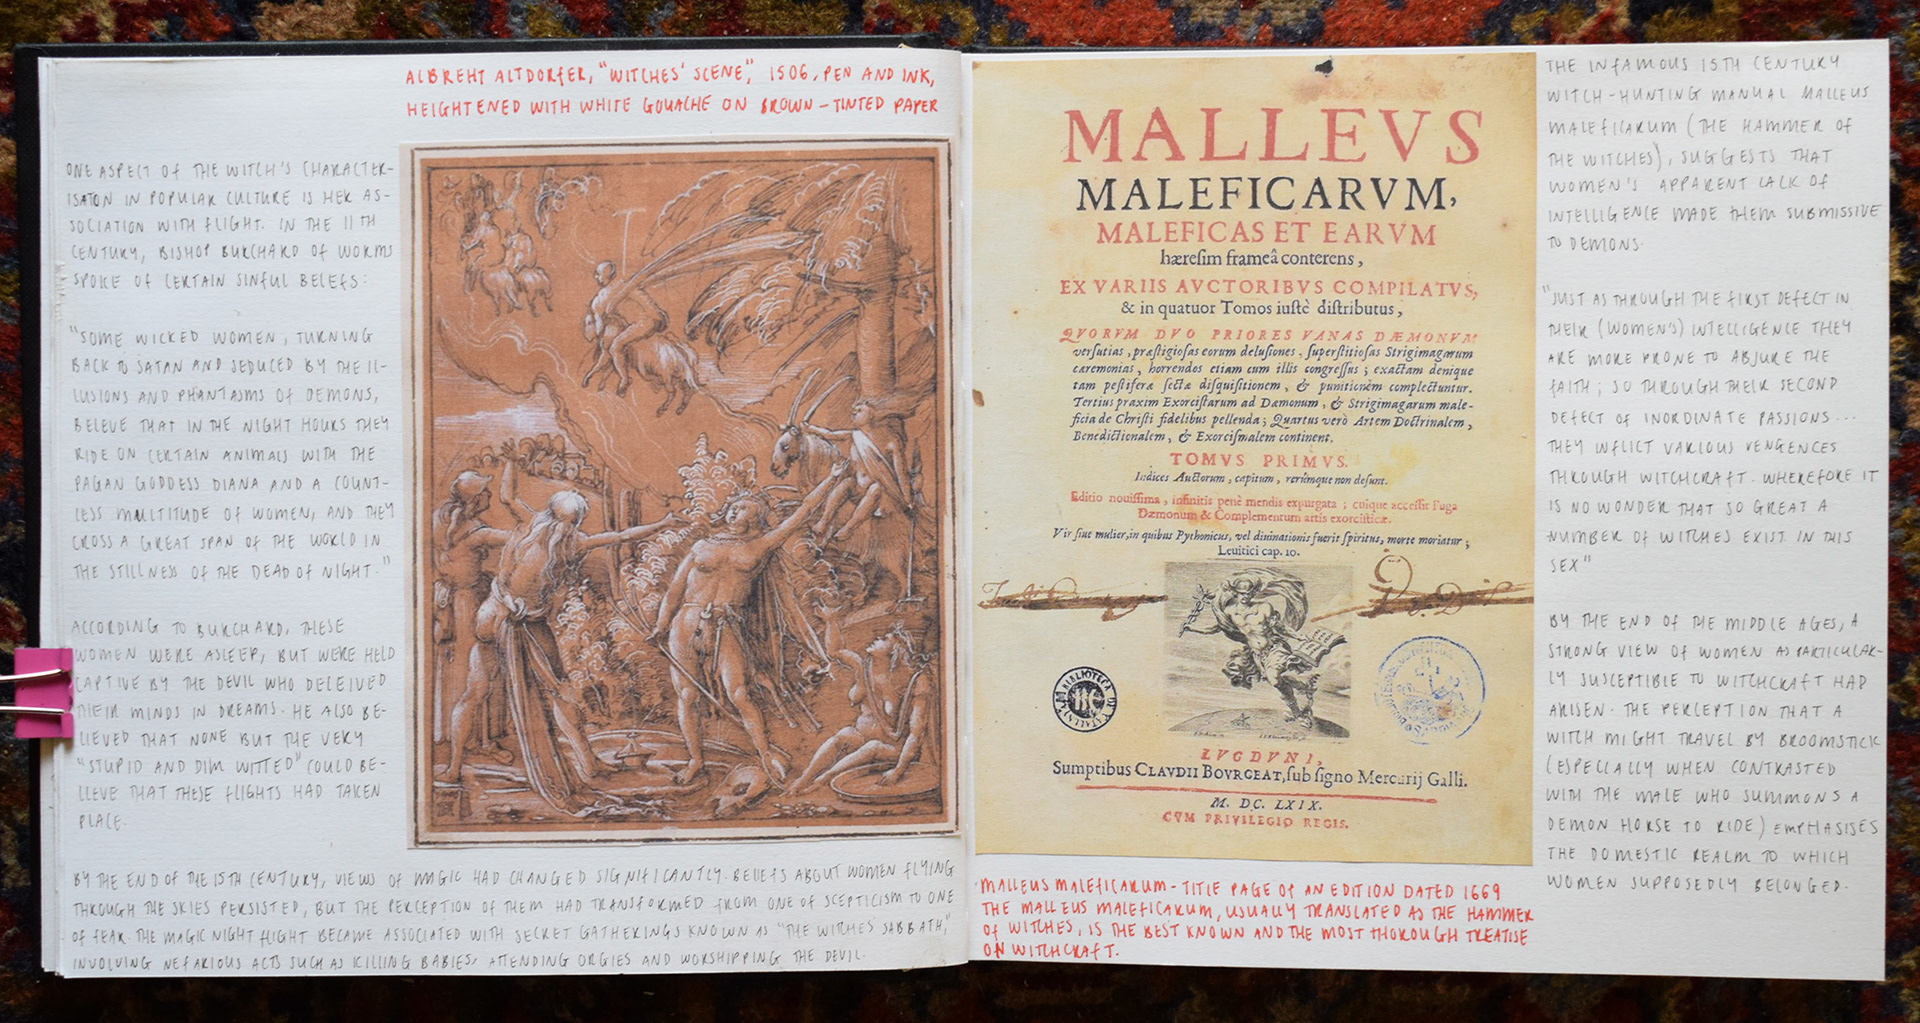 ALBREHT ALTDORFER, "WITCHES' SCENE," 1506, PEN AND INK,
HEIGHTENED WITH WHITE GOUACHE ON BROWN-TINTED PAPER
ONE ASPECT OF THE WITCH'S CHARACTER-
ISATON IN POPULAR CULTURE IS HER AS-
SOCIATION WITH FLIGHT. IN THE 11TH
CENTURY, BISHOP BURCHARD OF WORMS
SPOKE OF CERTAIN SINFUL BELIEFS:
"SOME WICKED WOMEN, TURNING
BACK TO SATAN AND SEDUCED BY THE IL-
LUSIONS AND PHANTASMS OF DEMONS,
BELIEVE THAT IN THE NIGHT HOURS THEY
RIDE ON CERTAIN ANIMALS WITH THE
PAGAN GODDESS DIANA AND A COUNT-
LESS MULTITUDE OF WOMEN, AND THEY
CROSS A GREAT SPAN OF THE WORLD IN
THE STILLNESS OF THE DEAD OF NIGHT."
ACCORDING TO BURCHARD, THESE
WOMEN WERE ASLEEP, BUT WERE HELD
CAPTIVE BY THE DEVIL WHO DECEIVED
THEIR MINDS IN DREAMS. HE ALSO BE-
LIEVED THAT NONE BUT THE VERY
"STUPID AND DIM WITTED" COULD BE-
LIEVE THAT THESE FLIGHTS HAD TAKEN
PLACE.
BY THE END OF THE 15TH CENTURY, VIEWS OF MAGIC HAD CHANGED SIGNIFICANTLY. BELIEFS ABOUT WOMEN FLYING
THROUGH THE SKIES PERSISTED, BUT THE PERCEPTION OF THEM HAD TRANSFORMED FROM ONE OF SCEPTICISM TO ONE
OF FEAR. THE MAGIC NIGHT FLIGHT BECAME ASSOCIATED WITH SECRET GATHERINGS KNOWN AS "THE WITCHES' SABBATH,"
INVOLVING NEFARIOUS ACTS SUCH AS KILLING BABIES, ATTENDING ORGIES AND WORSHIPPING THE DEVIL.
MALLEVS
MALEFICARVM,
MALEFICAS ET EARVM
hæresim frameâ conterens,
EX VARIIS AVCTORIBVS COMPILATVS,
& in quatuor Tomos iustè distributus,
QVORVM DVO PRIORES VANAS DÆMONVM
versutias, præstigiosas eorum delusiones, superstitiosas Strigimagarum
cæremonias, horrendos etiam cum illis congressus; exactam denique
tam pestiferæ sectæ disquisitionem, & punitionem complectuntur.
Tertius praxim Exorcistarum ad Dæmonum, & Strigimagarum male-
ficia de Christi fidelibus pellenda; Quartus verò Artem Doctrinalem,
Benedictionalem, & Exorcismalem continent.
TOMVS PRIMVS.
Indices Auctorum, capitum, rerúmque non desunt.
Editio nouissima, infinitis penè mendis expurgata; cuique accessit Fuga
Dæmonum & Complementum artis exorcisticæ.
Vir siue mulier, in quibus Pythonicus, vel diuinationis fuerit spiritus, morte moriatur;
Leuitici cap. 10.
BIBLIOTECA DE CATALUNYA
LVGDVNI,
Sumptibus CLAVDII BOVRGEAT, sub signo Mercurij Galli.
M. DC. LXIX.
CVM PRIVILEGIO REGIS.
MALLEUS MALEFICARUM - TITLE PAGE OF AN EDITION DATED 1669
THE MALLEUS MALEFICARUM, USUALLY TRANSLATED AS THE HAMMER
OF WITCHES, IS THE BEST KNOWN AND THE MOST THOROUGH TREATISE
ON WITCHCRAFT.
THE INFAMOUS 15TH CENTURY
WITCH-HUNTING MANUAL MALLEUS
MALEFICARUM (THE HAMMER OF
THE WITCHES), SUGGESTS THAT
WOMEN'S APPARENT LACK OF
INTELLIGENCE MADE THEM SUBMISSIVE
TO DEMONS.
"JUST AS THROUGH THE FIRST DEFECT IN
THEIR (WOMEN'S) INTELLIGENCE THEY
ARE MORE PRONE TO ABJURE THE
FAITH; SO THROUGH THEIR SECOND
DEFECT OF INORDINATE PASSIONS...
THEY INFLICT VARIOUS VENGENCES
THROUGH WITCHCRAFT. WHEREFORE IT
IS NO WONDER THAT SO GREAT A
NUMBER OF WITCHES EXIST IN THIS
SEX"
BY THE END OF THE MIDDLE AGES, A
STRONG VIEW OF WOMEN AS PARTICULAR-
LY SUSCEPTIBLE TO WITCHCRAFT HAD
ARISEN. THE PERCEPTION THAT A
WITCH MIGHT TRAVEL BY BROOMSTICK
(ESPECIALLY WHEN CONTRASTED
WITH THE MALE WHO SUMMONS A
DEMON HORSE TO RIDE) EMPHASISES
THE DOMESTIC REALM TO WHICH
WOMEN SUPPOSEDLY BELONGED.